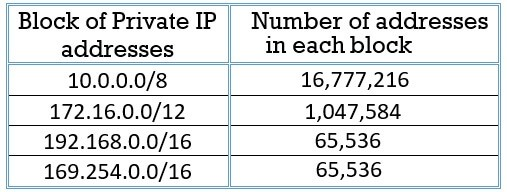 Block of Private IP addresses
Number of addresses in each block
10.0.0.0/8 16,777,216
172.16.0.0/12 1,047,584
192.168.0.0/16 65,536
169.254.0.0/16 65,536